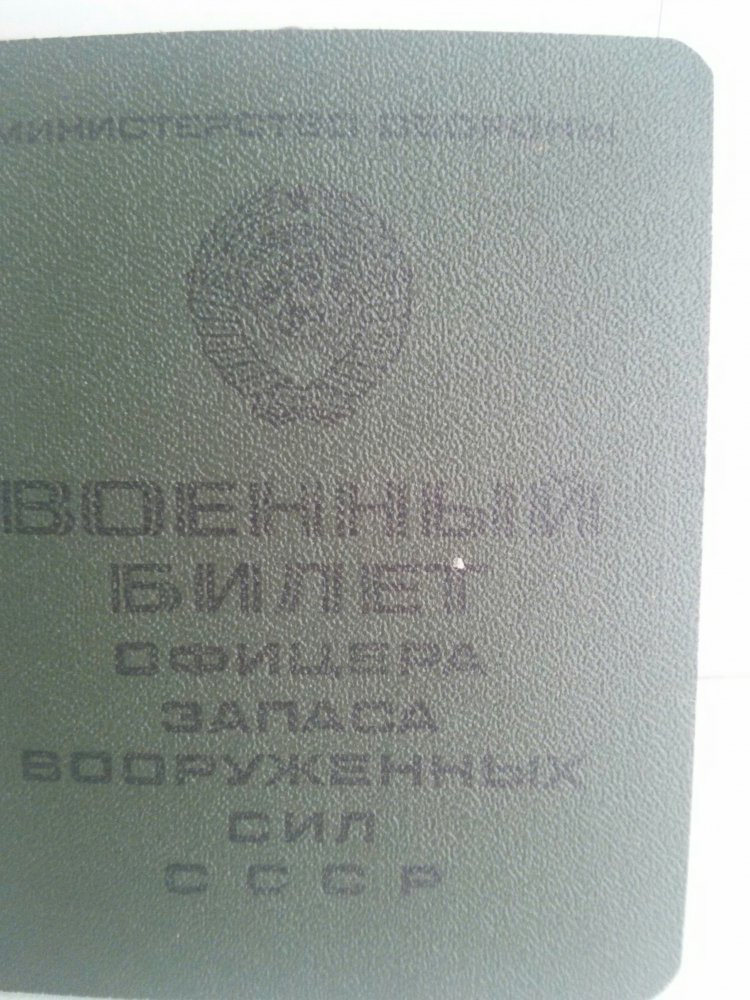 МИНИСТЕРСТВО ОБОРОНЫ
ВОЕННЫЙ
БИЛЕТ
ОФИЦЕРА
ЗАПАСА
ВООРУЖЕННЫХ
СИЛ
СССР